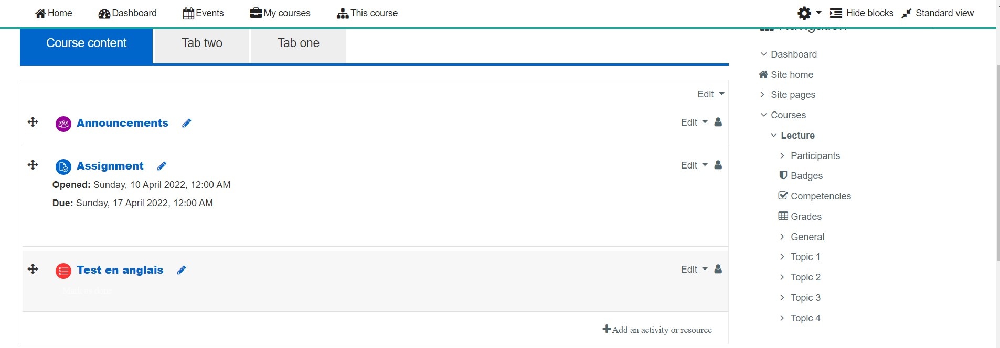 Home Dashboard Events My courses This course Hide blocks Standard view
Navigation
Course content Tab two Tab one
Edit
Announcements Edit
Assignment Edit
Opened: Sunday, 10 April 2022, 12:00 AM
Due: Sunday, 17 April 2022, 12:00 AM
Test en anglais Edit
Mark as done
Add an activity or resource
Dashboard
Site home
Site pages
Courses
Lecture
Participants
Badges
Competencies
Grades
General
Topic 1
Topic 2
Topic 3
Topic 4